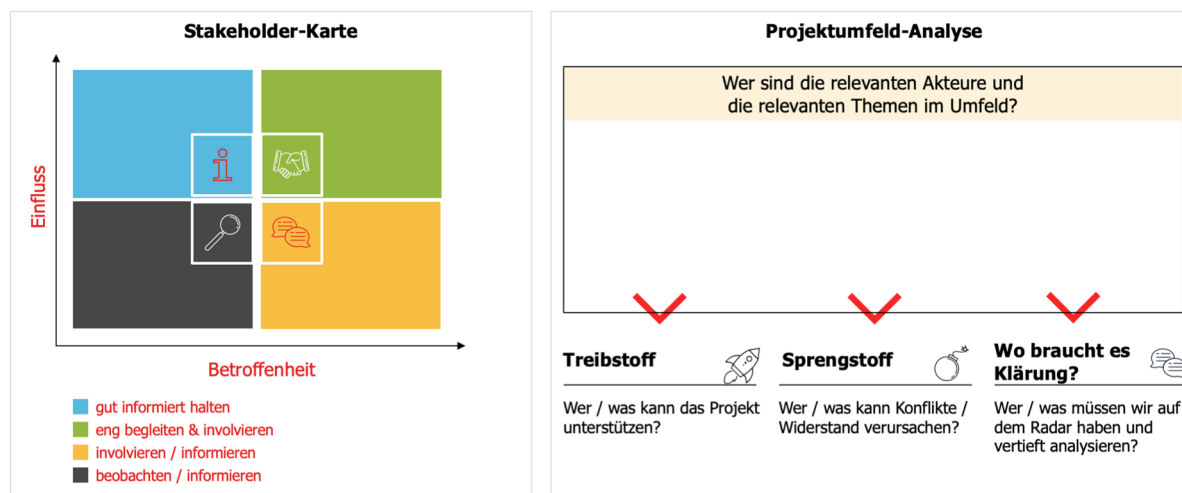 Stakeholder-Karte
Einfluss
Betroffenheit
gut informiert halten
eng begleiten & involvieren
involvieren / informieren
beobachten / informieren
Projektumfeld-Analyse
Wer sind die relevanten Akteure und
die relevanten Themen im Umfeld?
Treibstoff
Wer / was kann das Projekt
unterstützen?
Sprengstoff
Wer / was kann Konflikte /
Widerstand verursachen?
Wo braucht es
Klärung?
Wer / was müssen wir auf
dem Radar haben und
vertieft analysieren?